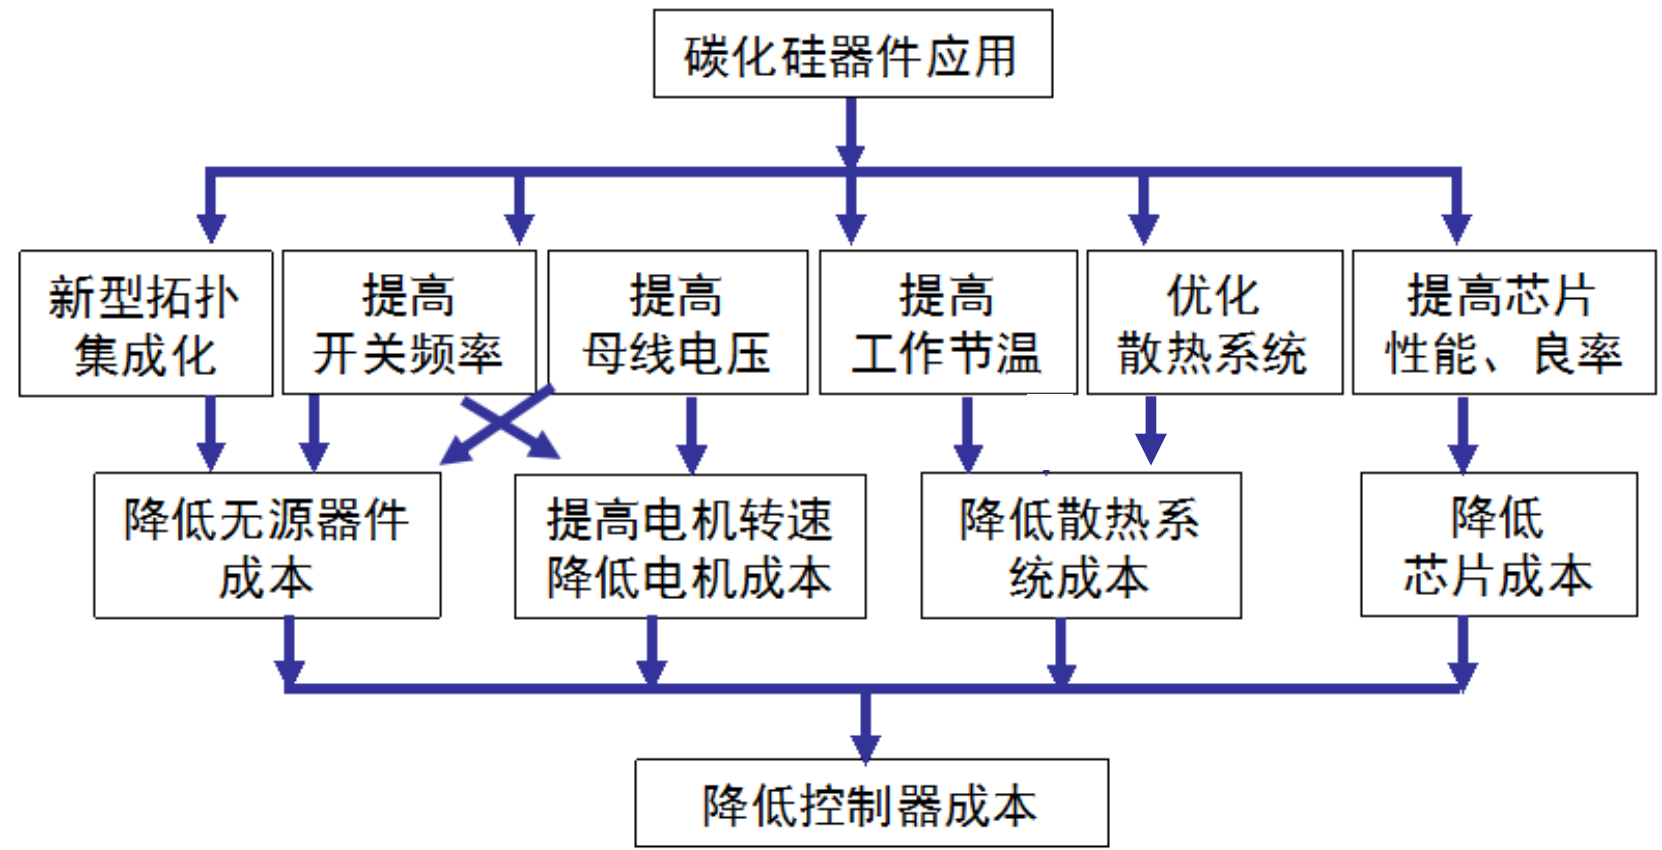 碳化硅器件应用
新型拓扑
集成化
提高
开关频率
提高
母线电压
提高
工作节温
优化
散热系统
提高芯片
性能、良率
降低无源器件
成本
提高电机转速
降低电机成本
降低散热系
统成本
降低
芯片成本
降低控制器成本